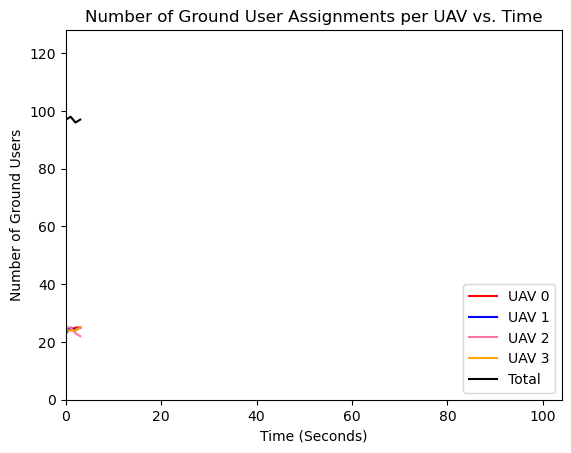 Number of Ground User Assignments per UAV vs. Time
Number of Ground Users
120
100
80
60
40
20
0
0 20 40 60 80 100
Time (Seconds)
UAV 0
UAV 1
UAV 2
UAV 3
Total